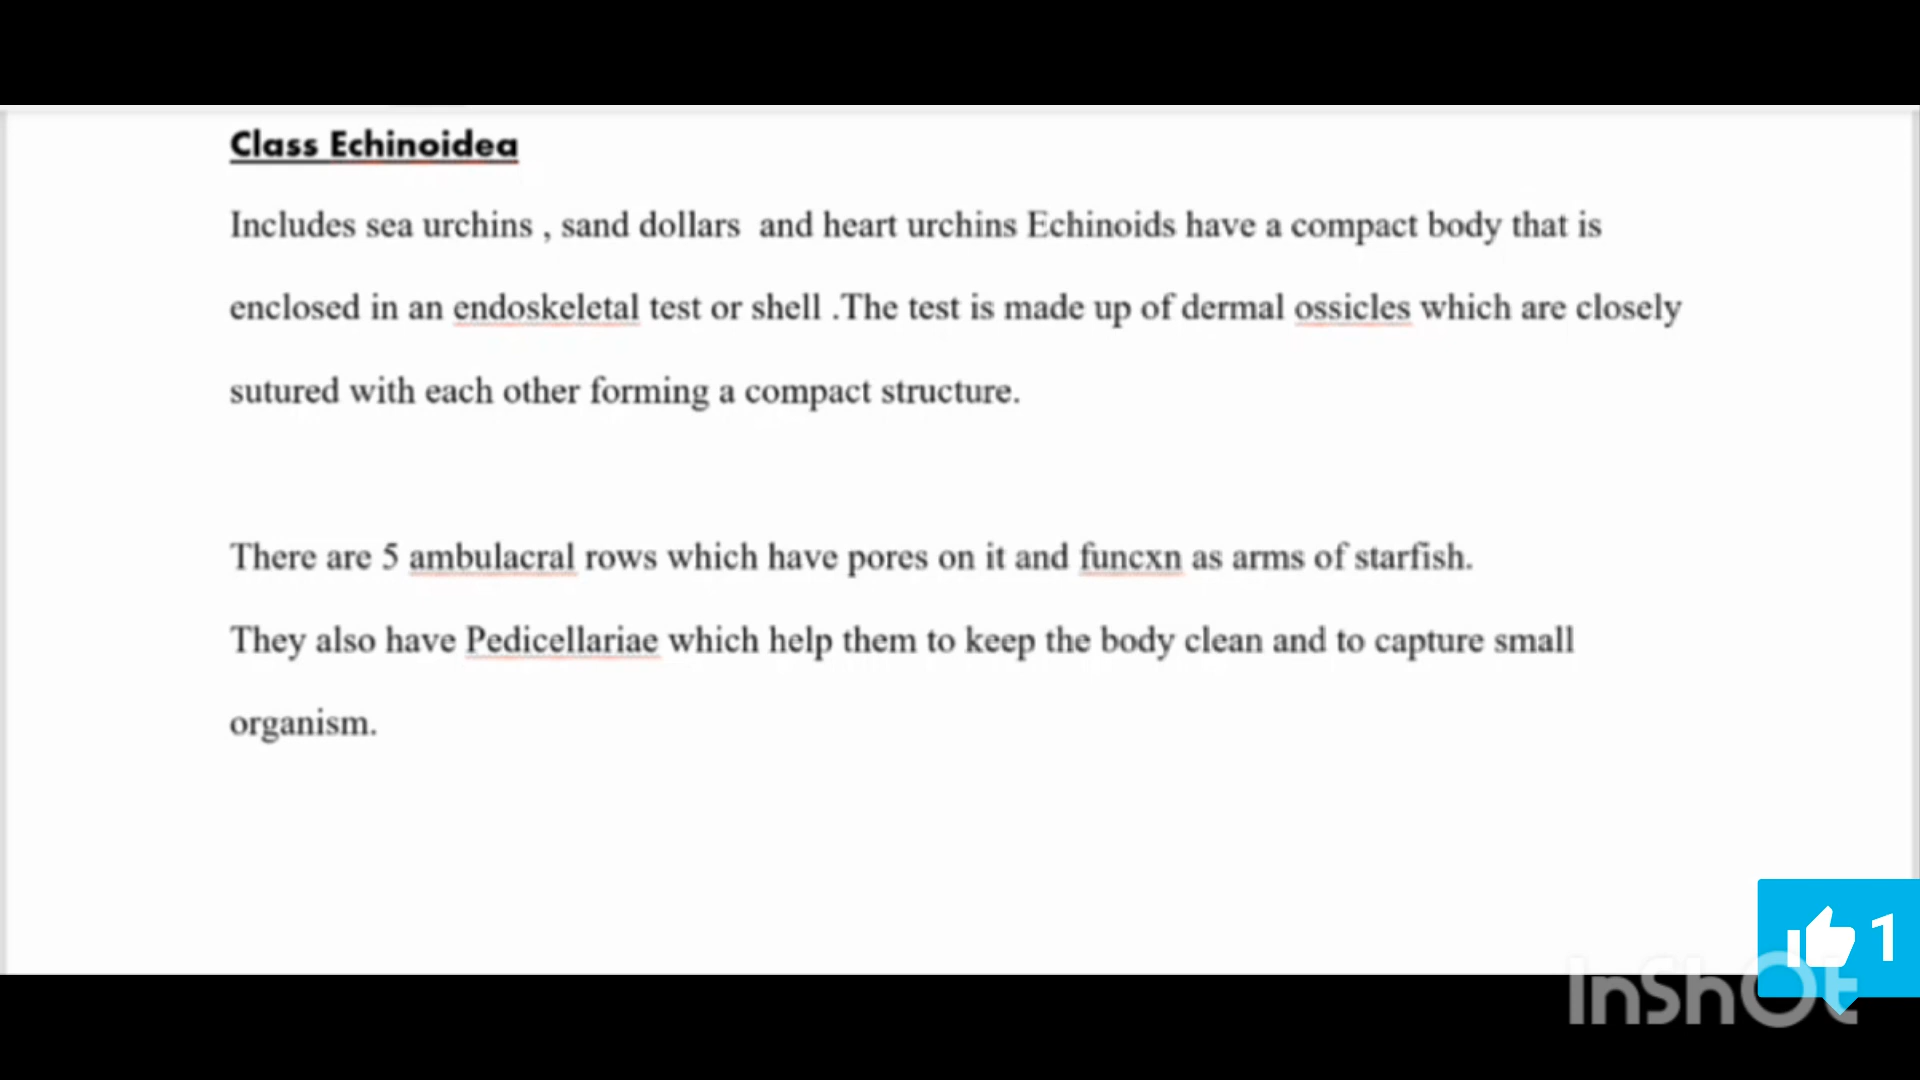 Class Echinoidea
Includes sea urchins , sand dollars  and heart urchins Echinoids have a compact body that is
enclosed in an endoskeletal test or shell .The test is made up of dermal ossicles which are closely
sutured with each other forming a compact structure.
There are 5 ambulacral rows which have pores on it and funcxn as arms of starfish.
They also have Pedicellariae which help them to keep the body clean and to capture small
organism.
1
InShOt